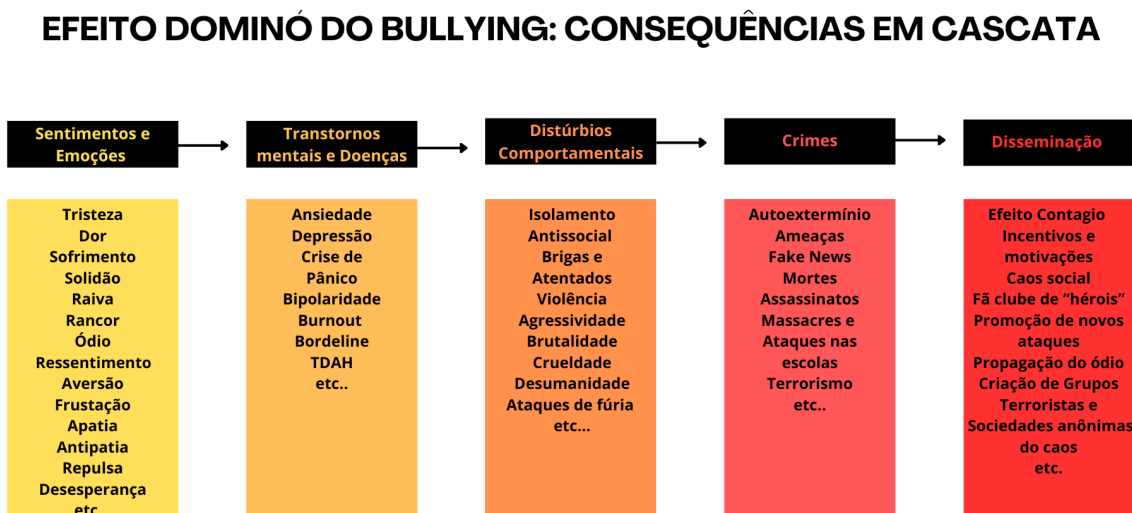 EFEITO DOMINÓ DO BULLYING: CONSEQUÊNCIAS EM CASCATA
Sentimentos e
Emoções
Tristeza
Dor
Sofrimento
Solidão
Raiva
Rancor
Ódio
Ressentimento
Aversão
Frustação
Apatia
Antipatia
Repulsa
Desesperança
etc
Transtornos
mentais e Doenças
Ansiedade
Depressão
Crise de
Pânico
Bipolaridade
Burnout
Bordeline
TDAH
etc..
Distúrbios
Comportamentais
Isolamento
Antissocial
Brigas e
Atentados
Violência
Agressividade
Brutalidade
Crueldade
Desumanidade
Ataques de fúria
etc...
Crimes
Autoextermínio
Ameaças
Fake News
Mortes
Assassinatos
Massacres e
Ataques nas
escolas
Terrorismo
etc..
Disseminação
Efeito Contagio
Incentivos e
motivações
Caos social
Fã clube de “hérois”
Promoção de novos
ataques
Propagação do ódio
Criação de Grupos
Terroristas e
Sociedades anônimas
do caos
etc.